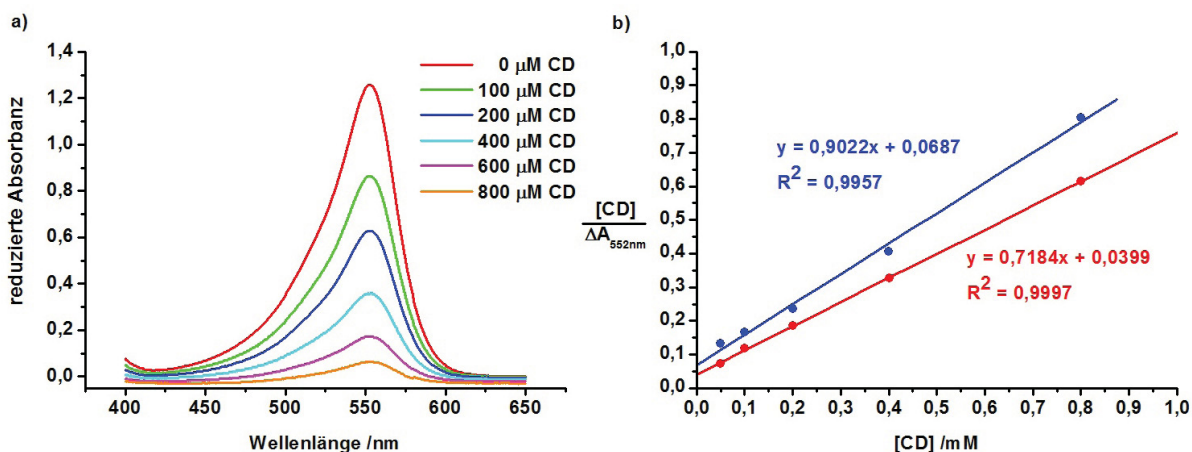 a)
reduzierte Absorbanz
1,4
1,2
1,0
0,8
0,6
0,4
0,2
0,0
400 450 500 550 600 650
Wellenlänge /nm
0 µM CD
100 µM CD
200 µM CD
400 µM CD
600 µM CD
800 µM CD
b)
[CD]
ΔA552nm
1,0
0,9
0,8
0,7
0,6
0,5
0,4
0,3
0,2
0,1
0,0
y = 0,9022x + 0,0687
R2 = 0,9957
y = 0,7184x + 0,0399
R2 = 0,9997
0,0 0,1 0,2 0,3 0,4 0,5 0,6 0,7 0,8 0,9 1,0
[CD] /mM